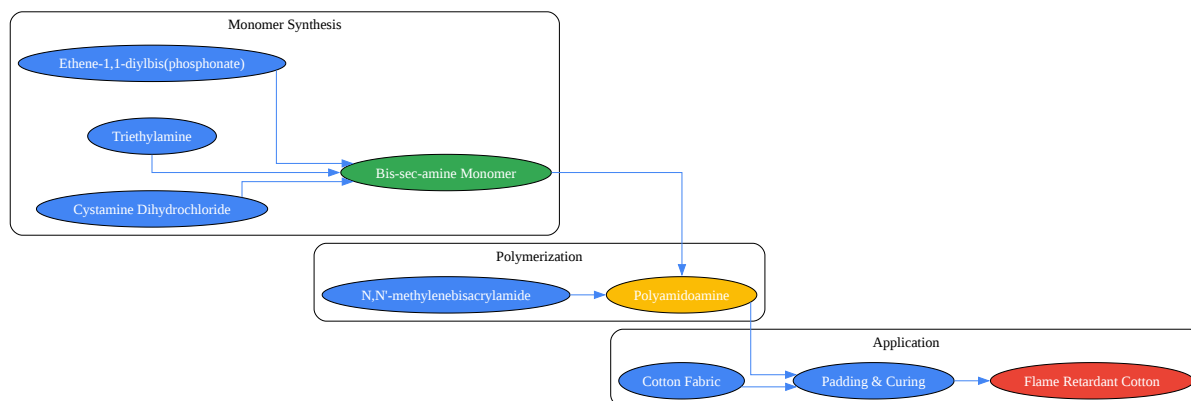 Monomer Synthesis
Ethene-1,1-diylbis(phosphonate)
Triethylamine
Bis-sec-amine Monomer
Cystamine Dihydrochloride
Polymerization
N,N'-methylenebisacrylamide
Polyamidoamine
Application
Cotton Fabric
Padding & Curing
Flame Retardant Cotton